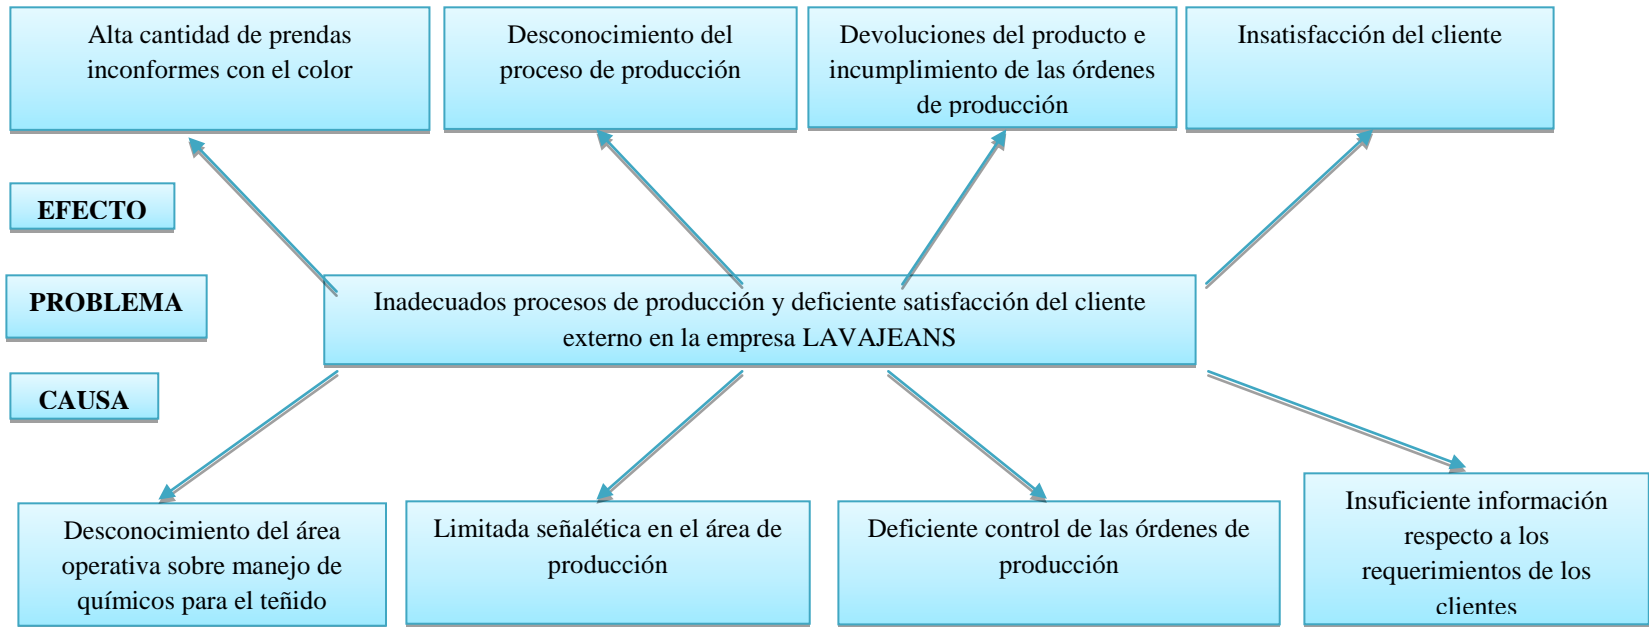 Alta cantidad de prendas
inconformes con el color
Desconocimiento del
proceso de producción
Devoluciones del producto e
incumplimiento de las órdenes
de producción
Insatisfacción del cliente
EFECTO
PROBLEMA
Inadecuados procesos de producción y deficiente satisfacción del cliente
externo en la empresa LAVAJEANS
CAUSA
Desconocimiento del área
operativa sobre manejo de
químicos para el teñido
Limitada señalética en el área de
producción
Deficiente control de las órdenes de
producción
Insuficiente información
respecto a los
requerimientos de los
clientes